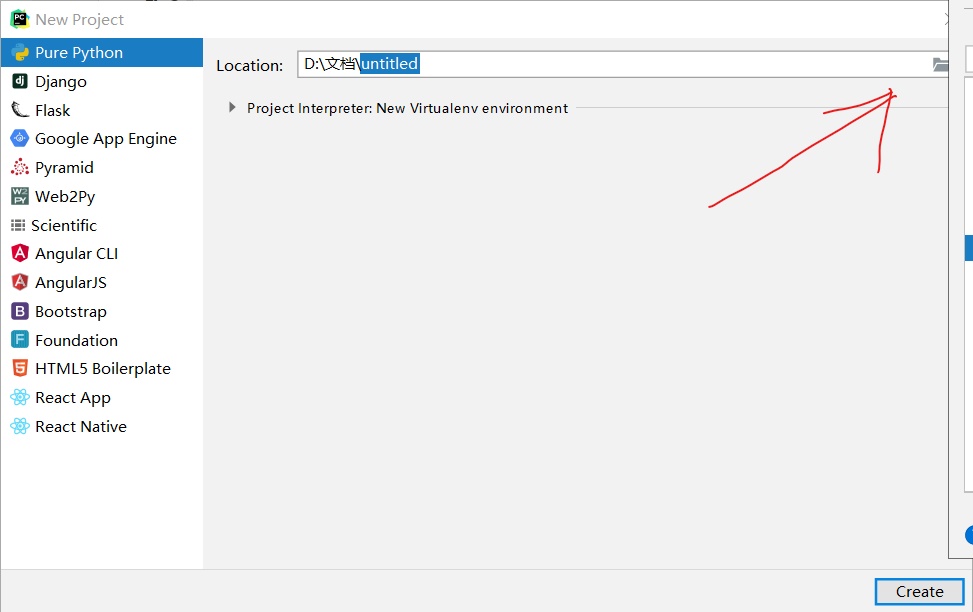 New Project
Pure Python
Django
Flask
Google App Engine
Pyramid
Web2Py
Scientific
Angular CLI
AngularJS
Bootstrap
Foundation
HTML5 Boilerplate
React App
React Native
Location: D:\文档\untitled
Project Interpreter: New Virtualenv environment
Create